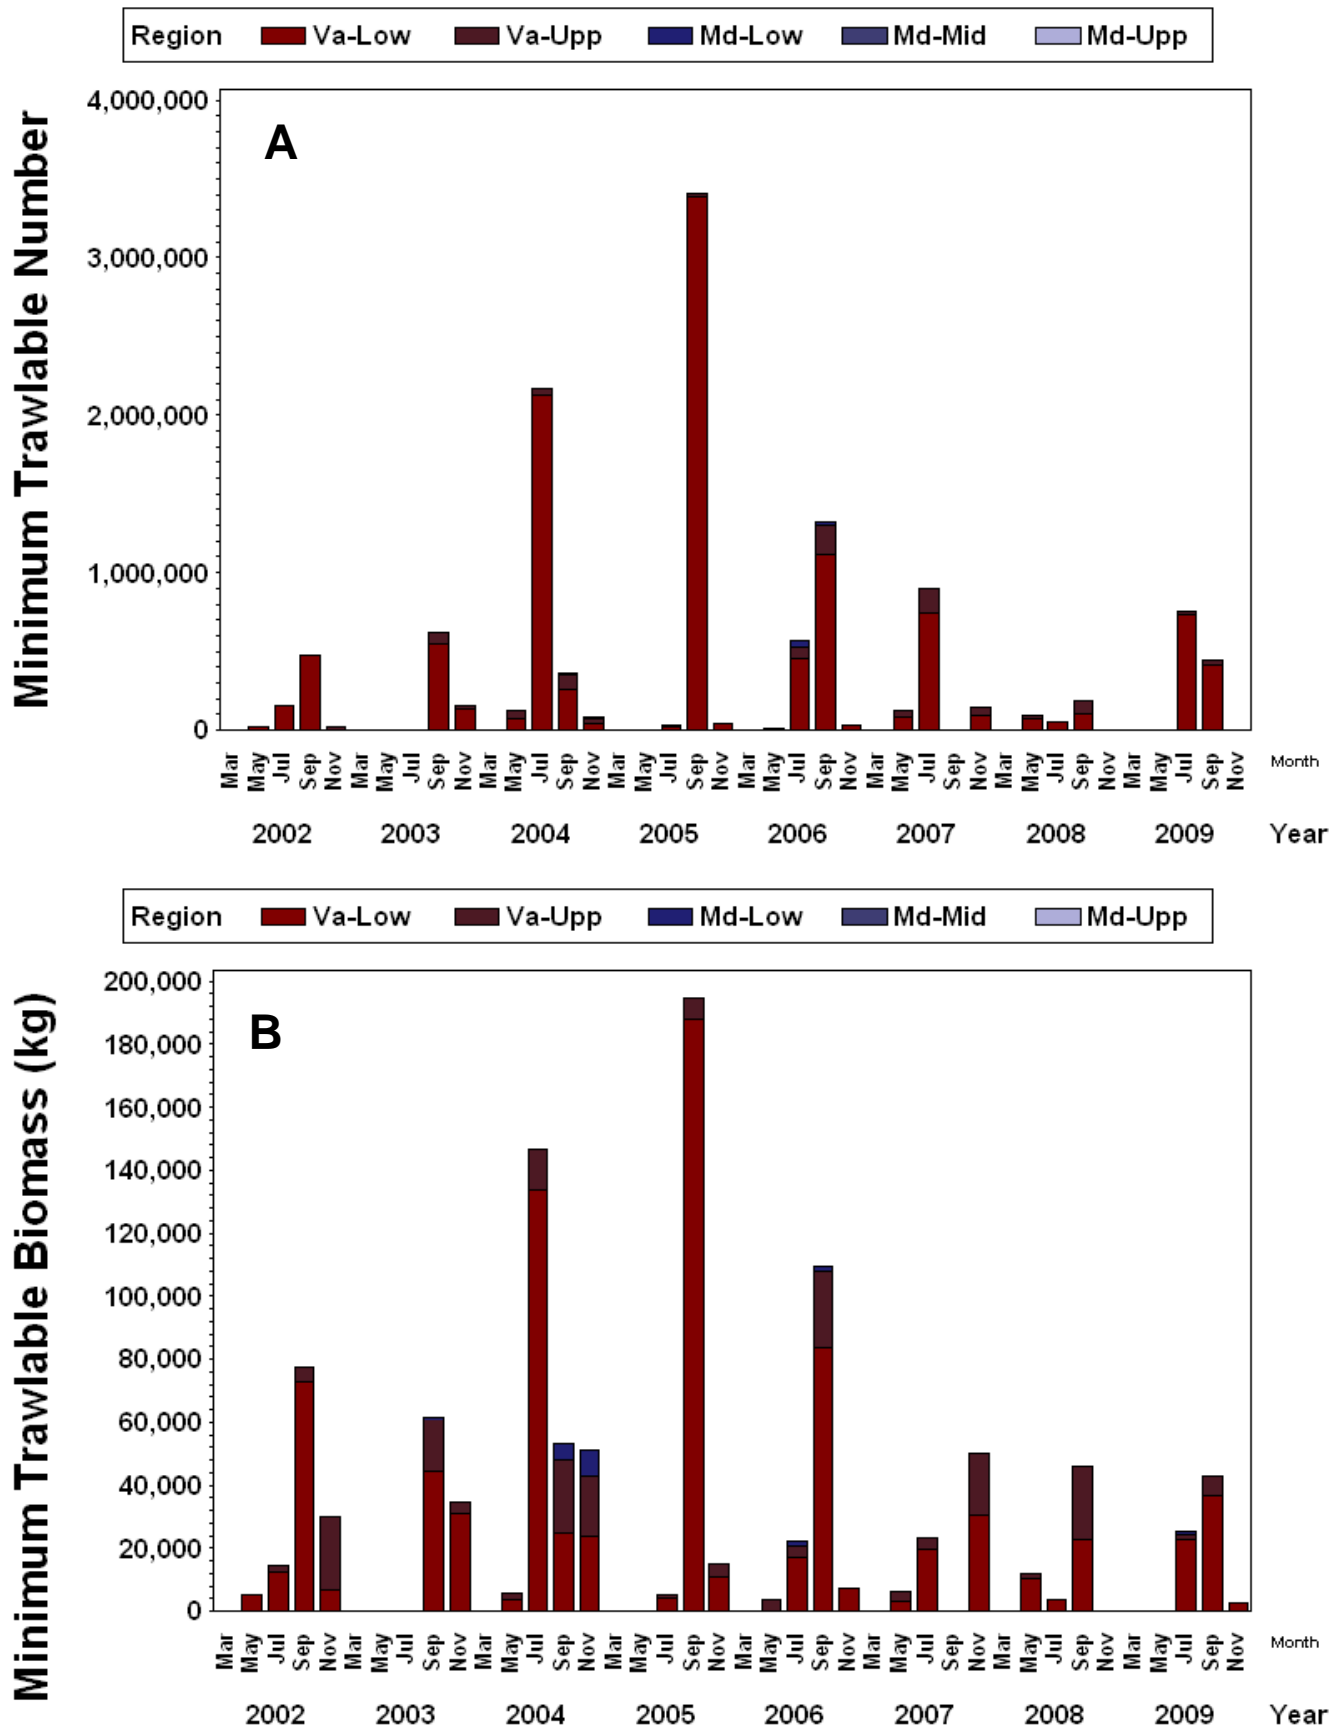 Region Va-Low Va-Upp Md-Low Md-Mid Md-Upp
Minimum Trawlable Number
A
4,000,000
3,000,000
2,000,000
1,000,000
0
Mar May Jul Sep Nov Mar May Jul Sep Nov Mar May Jul Sep Nov Mar May Jul Sep Nov Mar May Jul Sep Nov Mar May Jul Sep Nov Mar May Jul Sep Nov Mar May Jul Sep Nov Month
2002 2003 2004 2005 2006 2007 2008 2009 Year
Region Va-Low Va-Upp Md-Low Md-Mid Md-Upp
Minimum Trawlable Biomass (kg)
B
200,000
180,000
160,000
140,000
120,000
100,000
80,000
60,000
40,000
20,000
0
Mar May Jul Sep Nov Mar May Jul Sep Nov Mar May Jul Sep Nov Mar May Jul Sep Nov Mar May Jul Sep Nov Mar May Jul Sep Nov Mar May Jul Sep Nov Mar May Jul Sep Nov Month
2002 2003 2004 2005 2006 2007 2008 2009 Year